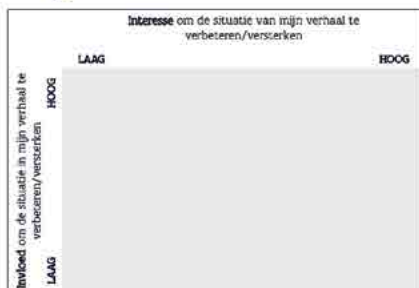 Interesse om de situatie van mijn verhaal te
verbeteren/versterken
LAAG HOOG
Invloed om de situatie in mijn verhaal te
verbeteren/versterken
HOOG
LAAG